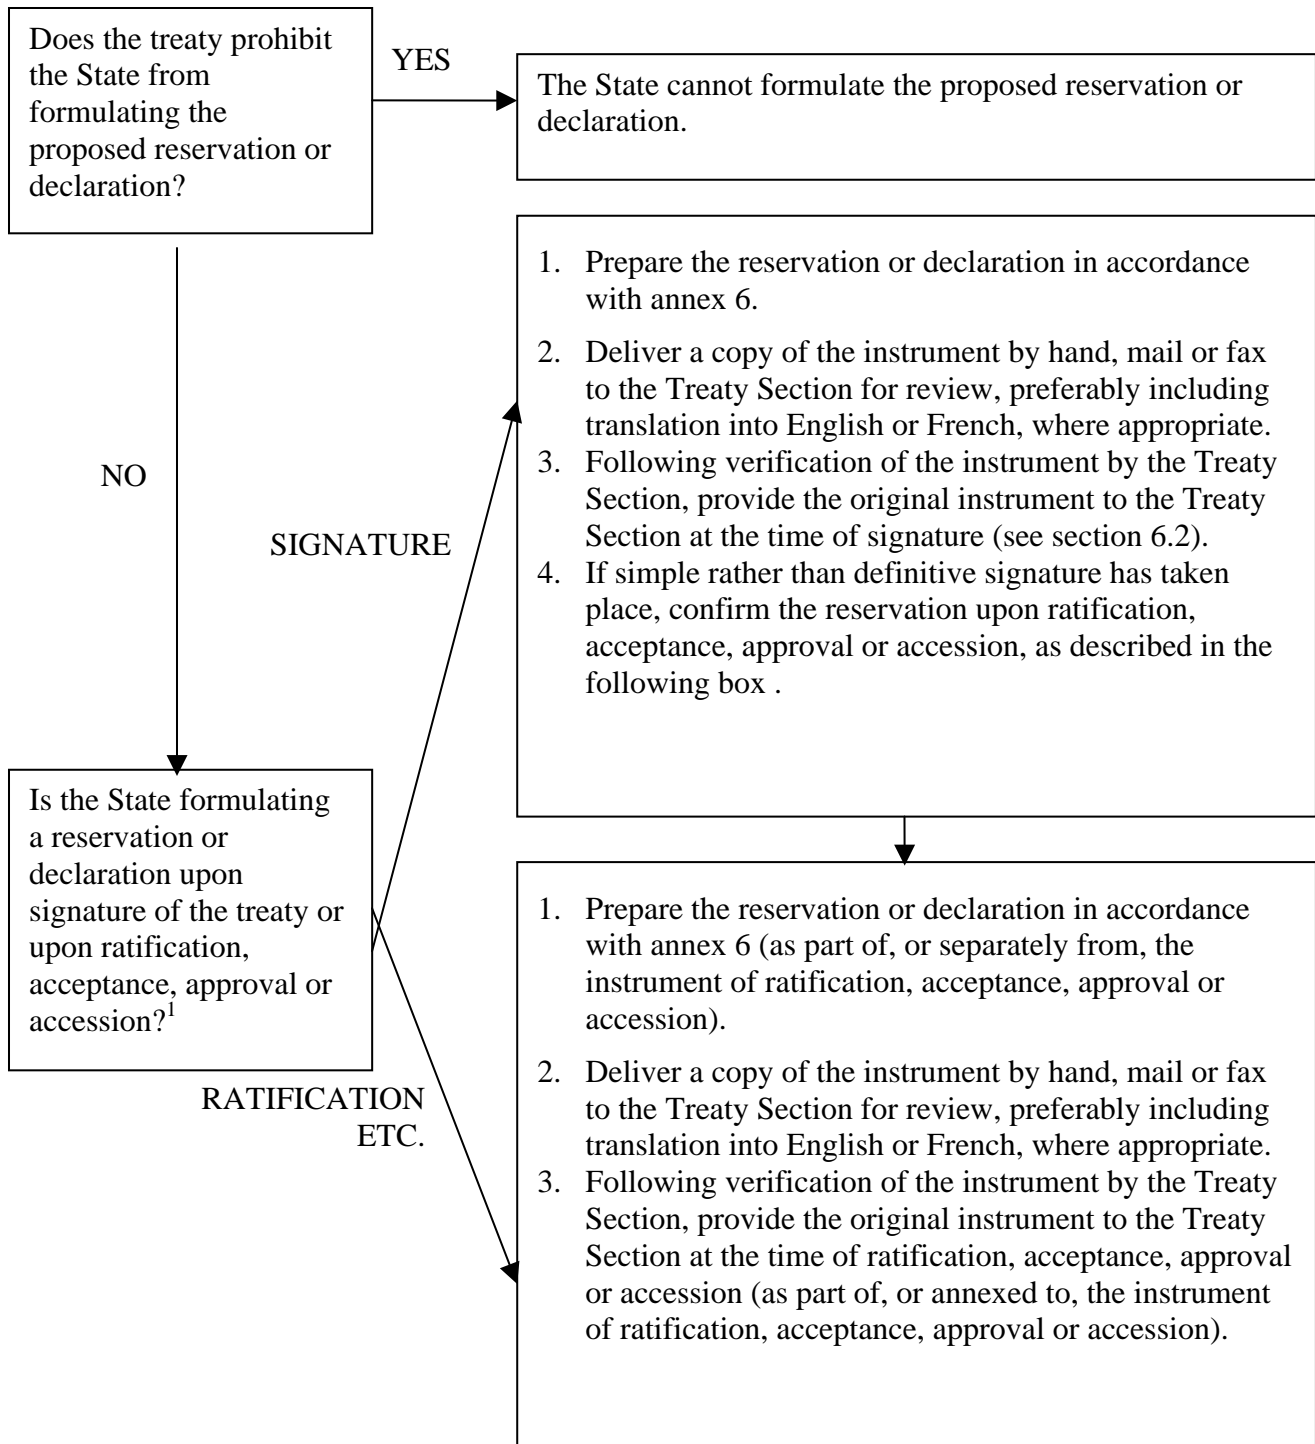 Does the treaty prohibit
the State from
formulating the
proposed reservation or
declaration?
YES
The State cannot formulate the proposed reservation or
declaration.
NO
Is the State formulating
a reservation or
declaration upon
signature of the treaty or
upon ratification,
acceptance, approval or
accession?1
SIGNATURE
1. Prepare the reservation or declaration in accordance
with annex 6.
2. Deliver a copy of the instrument by hand, mail or fax
to the Treaty Section for review, preferably including
translation into English or French, where appropriate.
3. Following verification of the instrument by the Treaty
Section, provide the original instrument to the Treaty
Section at the time of signature (see section 6.2).
4. If simple rather than definitive signature has taken
place, confirm the reservation upon ratification,
acceptance, approval or accession, as described in the
following box .
RATIFICATION
ETC.
1. Prepare the reservation or declaration in accordance
with annex 6 (as part of, or separately from, the
instrument of ratification, acceptance, approval or
accession).
2. Deliver a copy of the instrument by hand, mail or fax
to the Treaty Section for review, preferably including
translation into English or French, where appropriate.
3. Following verification of the instrument by the Treaty
Section, provide the original instrument to the Treaty
Section at the time of ratification, acceptance, approval
or accession (as part of, or annexed to, the instrument
of ratification, acceptance, approval or accession).